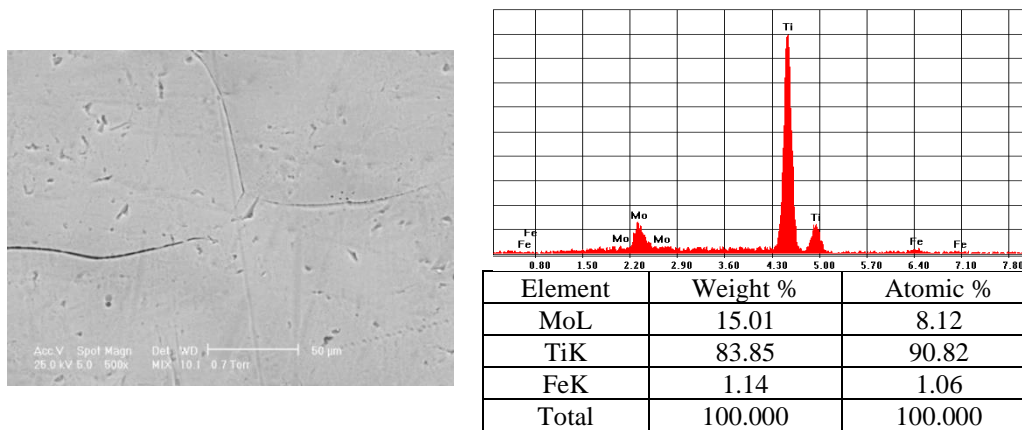 Acc.V Spot Magn Det WD 50 µm
25.0 kV 5.0 500x MIX 10.1 0.7 Torr
Ti
Mo
Ti
Fe
Fe
Mo
Mo
Fe
Fe
0.80 1.50 2.20 2.90 3.60 4.30 5.00 5.70 6.40 7.10 7.80
Element Weight % Atomic %
MoL 15.01 8.12
TiK 83.85 90.82
FeK 1.14 1.06
Total 100.000 100.000